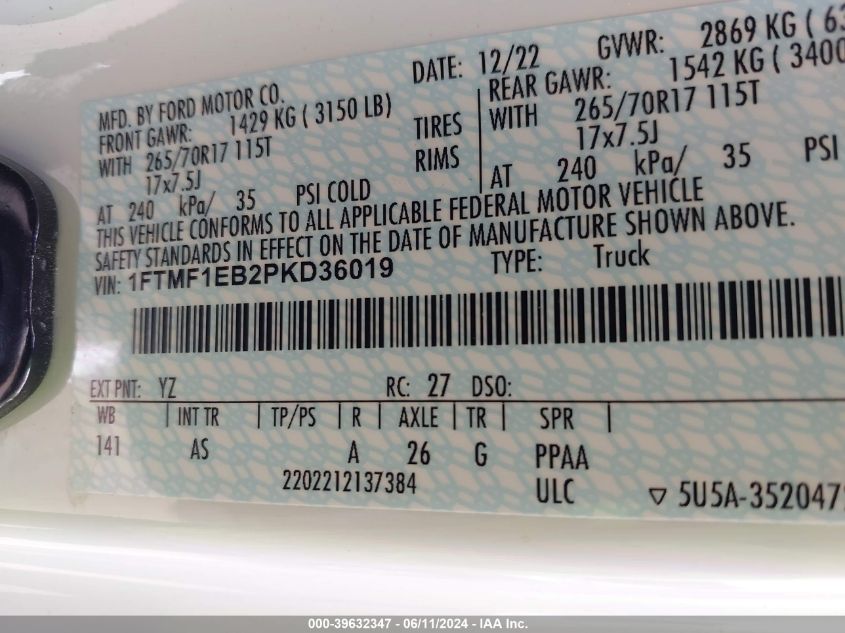 MFD. BY FORD MOTOR CO. DATE: 12/22 GVWR: 2869 KG ( 63
FRONT GAWR: 1429 KG ( 3150 LB) REAR GAWR: 1542 KG ( 3400
WITH 265/70R17 115T TIRES WITH 265/70R17 115T
17x7.5J RIMS 17x7.5J
AT 240 kPa/ 35 PSI COLD AT 240 kPa/ 35 PSI
THIS VEHICLE CONFORMS TO ALL APPLICABLE FEDERAL MOTOR VEHICLE
SAFETY STANDARDS IN EFFECT ON THE DATE OF MANUFACTURE SHOWN ABOVE.
VIN: 1FTMF1EB2PKD36019 TYPE: Truck
EXT PNT: YZ RC: 27 DSO:
WB | INT TR | TP/PS | R | AXLE | TR | SPR |
141 AS A 26 G PPAA
2202212137384 ULC ▽ 5U5A-352047
000-39632347 - 06/11/2024 - IAA Inc.